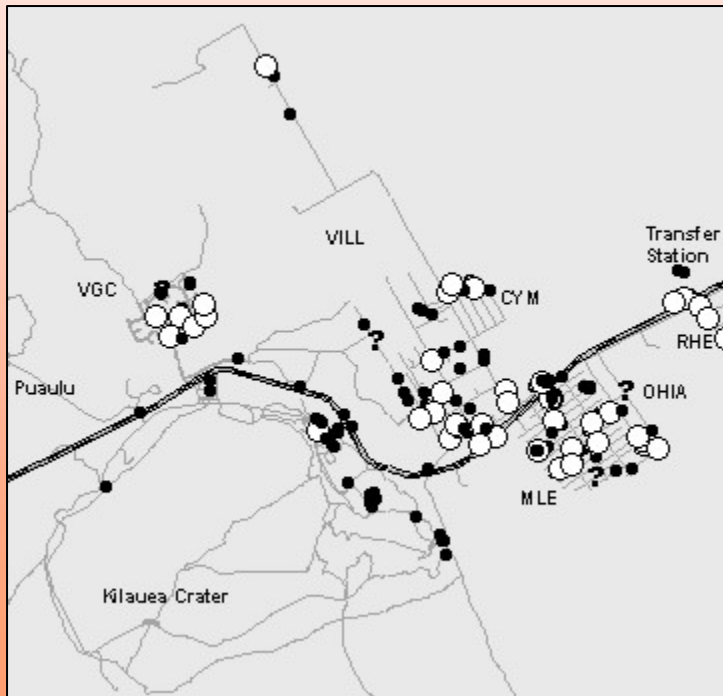 VILL
Transfer
Station
VGC
CYM
RHE
Puaulu
?
?
OHIA
?
?
MLE
Kilauea Crater